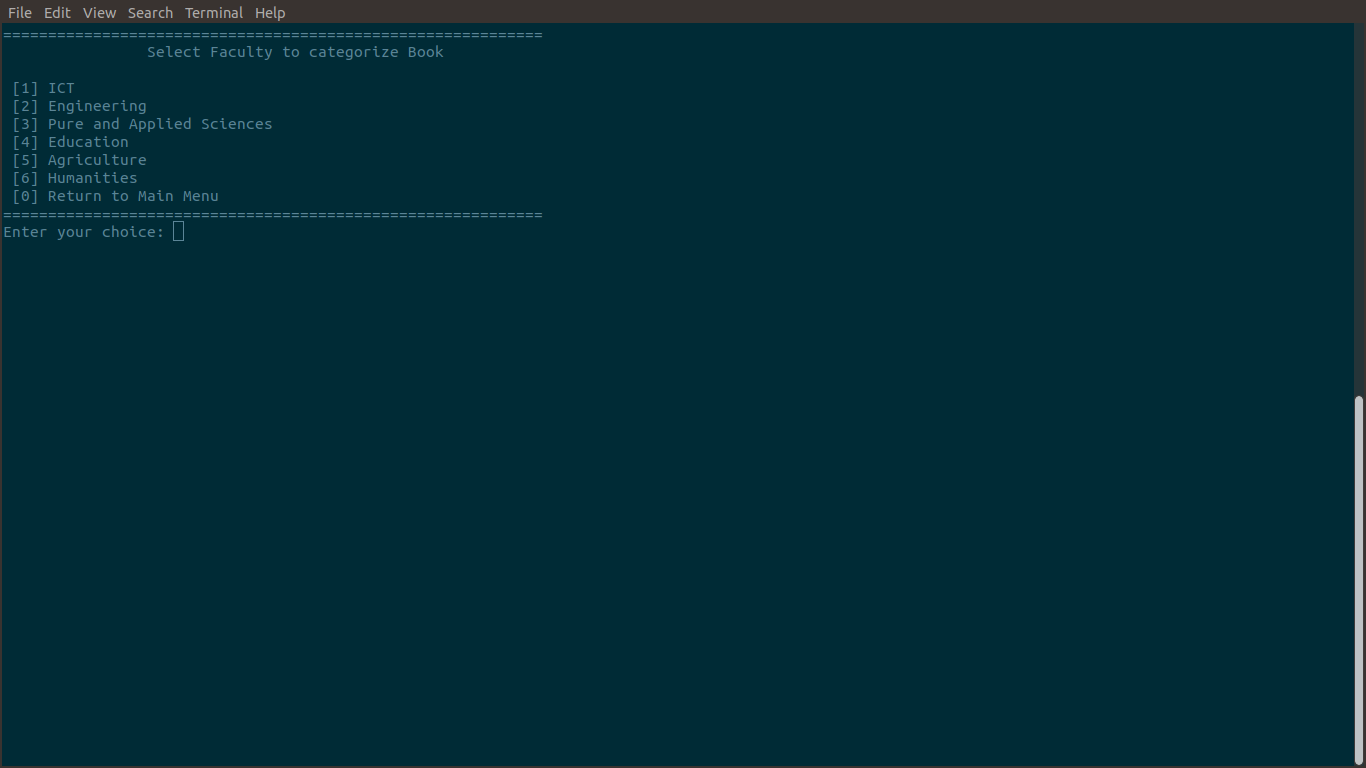 File Edit View Search Terminal Help
============================================================
                Select Faculty to categorize Book
 [1] ICT
 [2] Engineering
 [3] Pure and Applied Sciences
 [4] Education
 [5] Agriculture
 [6] Humanities
 [0] Return to Main Menu
============================================================
Enter your choice: